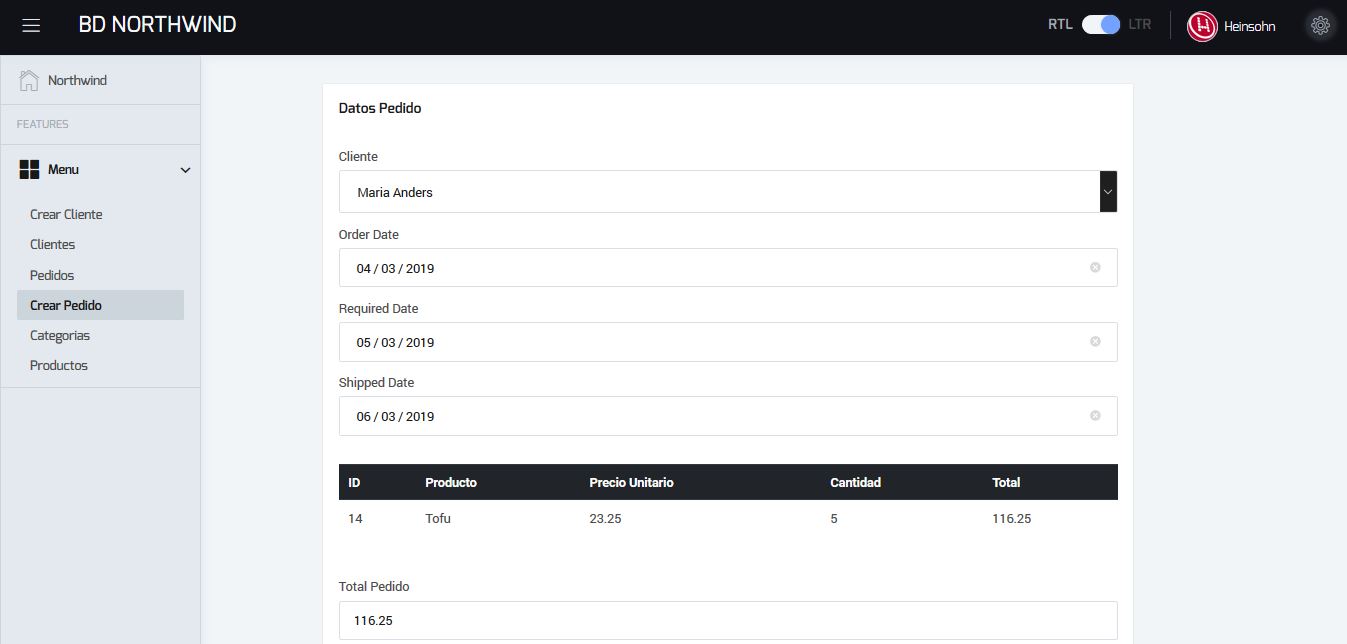 BD NORTHWIND
RTL LTR
Heinsohn
Northwind
FEATURES
Menu
Crear Cliente
Clientes
Pedidos
Crear Pedido
Categorias
Productos
Datos Pedido
Cliente
Maria Anders
Order Date
04 / 03 / 2019
Required Date
05 / 03 / 2019
Shipped Date
06 / 03 / 2019
ID Producto Precio Unitario Cantidad Total
14 Tofu 23.25 5 116.25
Total Pedido
116.25